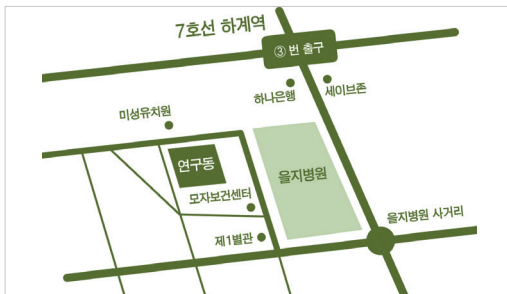 7호선 하계역
③ 번 출구
하나은행
세이브존
미성유치원
연구동
을지병원
모자보건센터
을지병원 사거리
제1별관